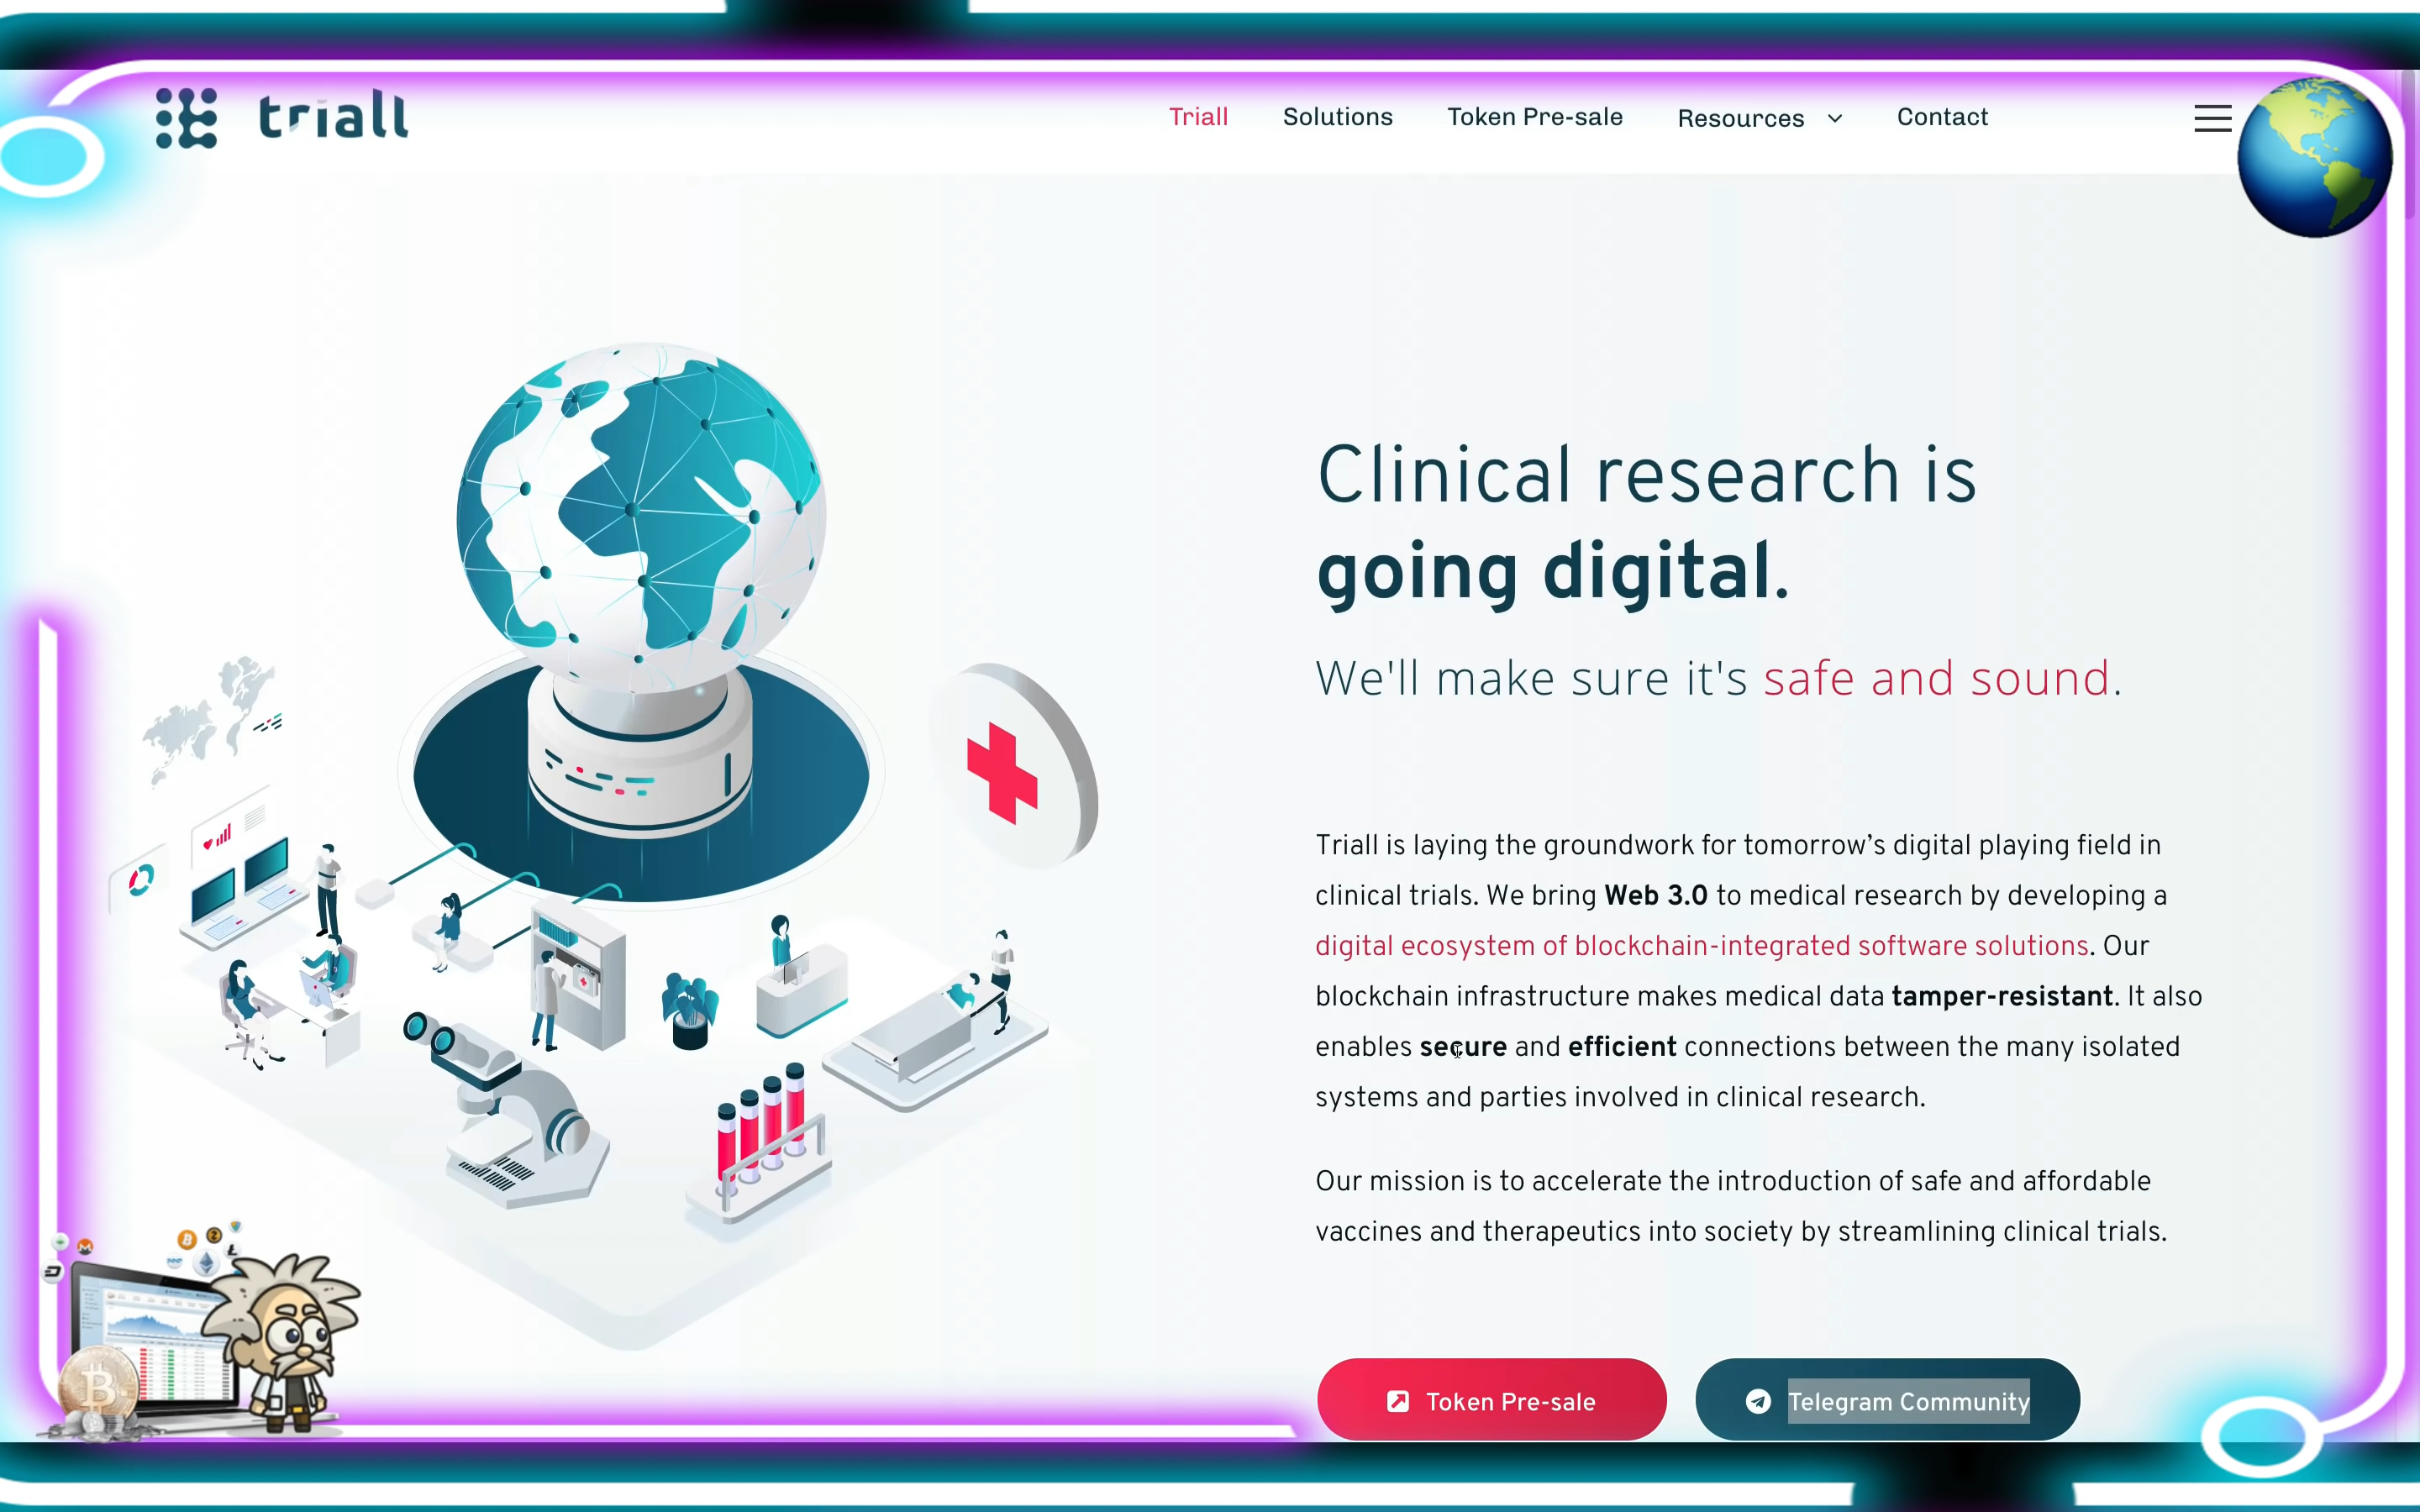 triall
Triall Solutions Token Pre-sale Resources Contact
Clinical research is
going digital.
We'll make sure it's safe and sound.
Triall is laying the groundwork for tomorrow’s digital playing field in
clinical trials. We bring Web 3.0 to medical research by developing a
digital ecosystem of blockchain-integrated software solutions. Our
blockchain infrastructure makes medical data tamper-resistant. It also
enables secure and efficient connections between the many isolated
systems and parties involved in clinical research.
Our mission is to accelerate the introduction of safe and affordable
vaccines and therapeutics into society by streamlining clinical trials.
Token Pre-sale
Telegram Community